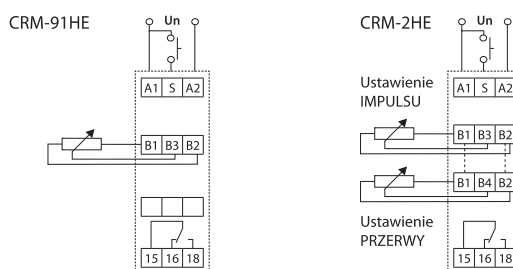 CRM-91HE
Un
A1 S A2
B1 B3 B2
15 16 18
CRM-2HE
Un
A1 S A2
Ustawienie
IMPULSU
B1 B3 B2
B1 B4 B2
Ustawienie
PRZERWY
15 16 18